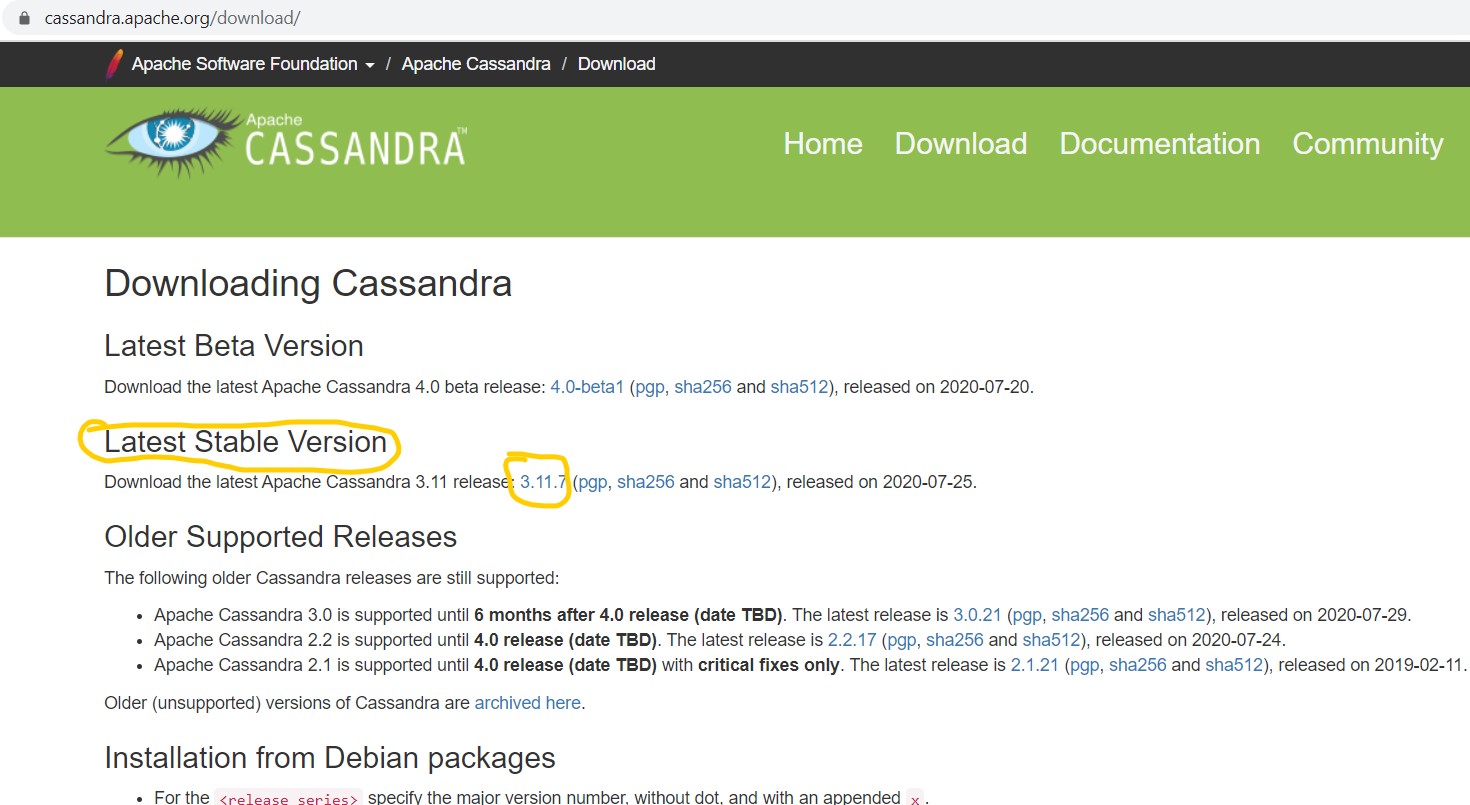 cassandra.apache.org/download/
Apache Software Foundation / Apache Cassandra / Download
Apache
CASSANDRA™
Home Download Documentation Community
Downloading Cassandra
Latest Beta Version
Download the latest Apache Cassandra 4.0 beta release: 4.0-beta1 (pgp, sha256 and sha512), released on 2020-07-20.
Latest Stable Version
Download the latest Apache Cassandra 3.11 release: 3.11.7 (pgp, sha256 and sha512), released on 2020-07-25.
Older Supported Releases
The following older Cassandra releases are still supported:
• Apache Cassandra 3.0 is supported until 6 months after 4.0 release (date TBD). The latest release is 3.0.21 (pgp, sha256 and sha512), released on 2020-07-29.
• Apache Cassandra 2.2 is supported until 4.0 release (date TBD). The latest release is 2.2.17 (pgp, sha256 and sha512), released on 2020-07-24.
• Apache Cassandra 2.1 is supported until 4.0 release (date TBD) with critical fixes only. The latest release is 2.1.21 (pgp, sha256 and sha512), released on 2019-02-11.
Older (unsupported) versions of Cassandra are archived here.
Installation from Debian packages
• For the <release series> specify the major version number, without dot, and with an appended x.